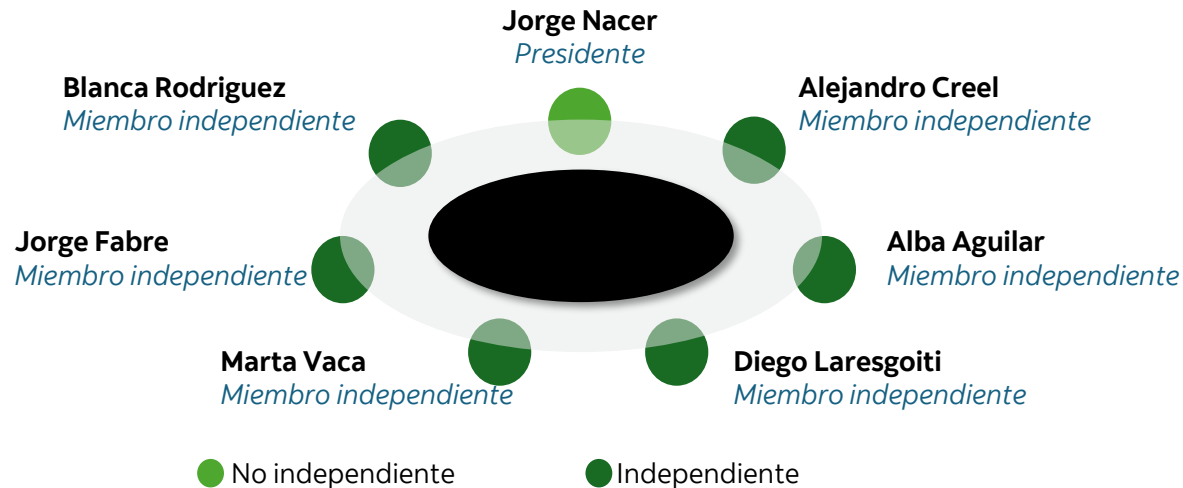 Jorge Nacer
Presidente
Blanca Rodriguez
Miembro independiente
Alejandro Creel
Miembro independiente
Jorge Fabre
Miembro independiente
Alba Aguilar
Miembro independiente
Marta Vaca
Miembro independiente
Diego Laresgoiti
Miembro independiente
No independiente
Independiente